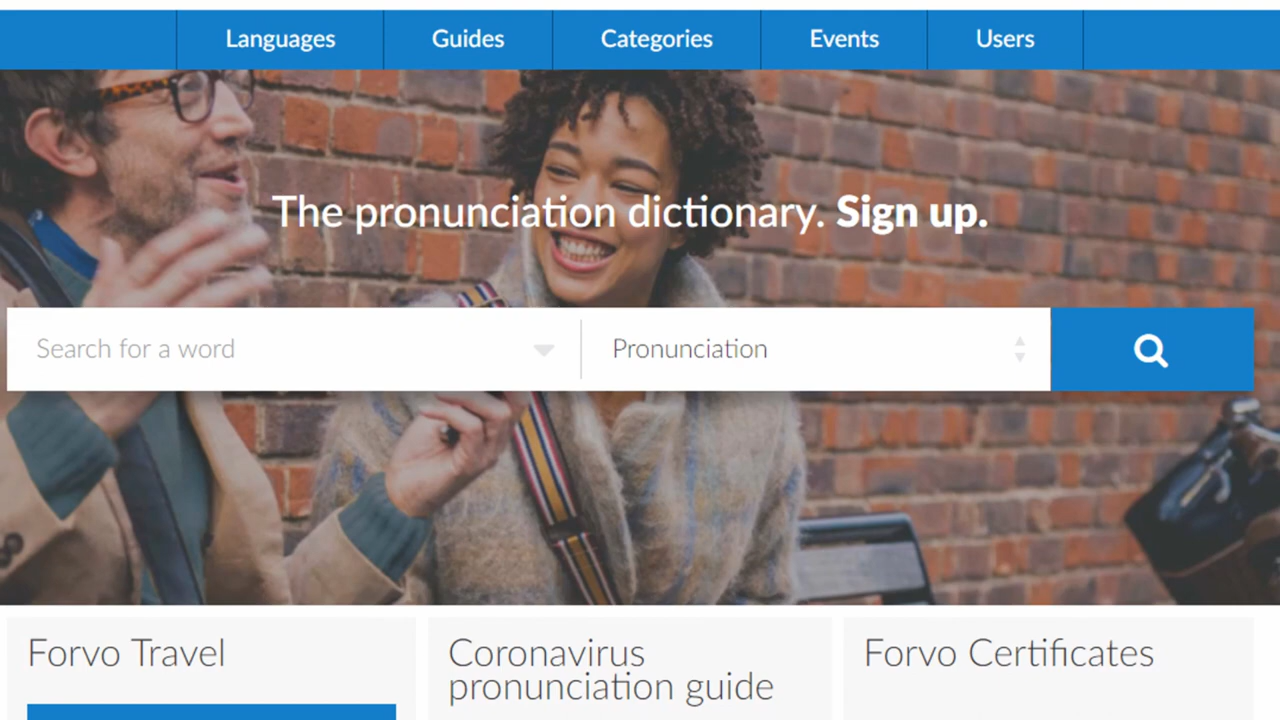 Languages Guides Categories Events Users
The pronunciation dictionary. Sign up.
Search for a word Pronunciation
Forvo Travel
Coronavirus
pronunciation guide
Forvo Certificates